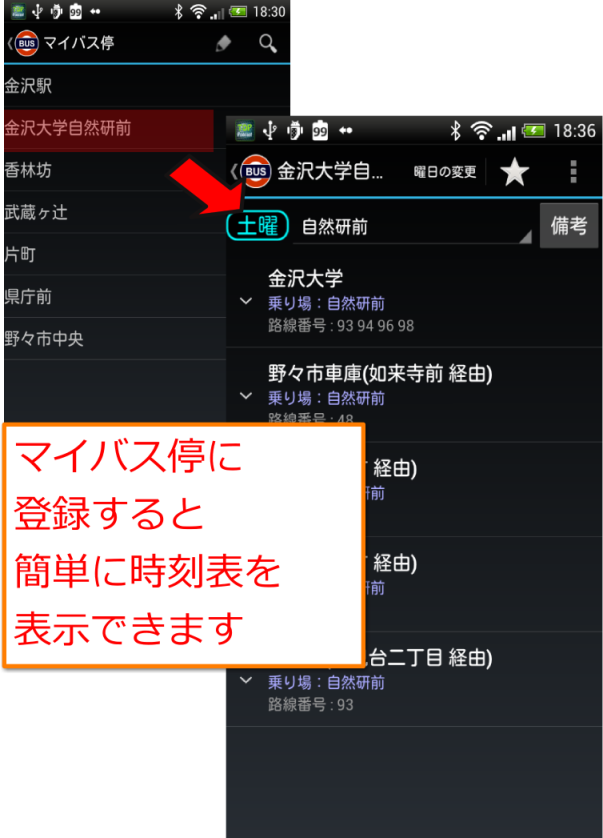 99
18:30
BUS マイバス停
金沢駅
金沢大学自然研前
香林坊
武蔵ヶ辻
片町
県庁前
野々市中央
99
18:36
BUS 金沢大学自... 曜日の変更
土曜 自然研前 備考
金沢大学
乗り場：自然研前
路線番号 : 93 94 96 98
野々市車庫(如来寺前 経由)
乗り場：自然研前
路線番号 : 48
経由)
研前
経由)
研前
台二丁目 経由)
乗り場：自然研前
路線番号 : 93
マイバス停に
登録すると
簡単に時刻表を
表示できます